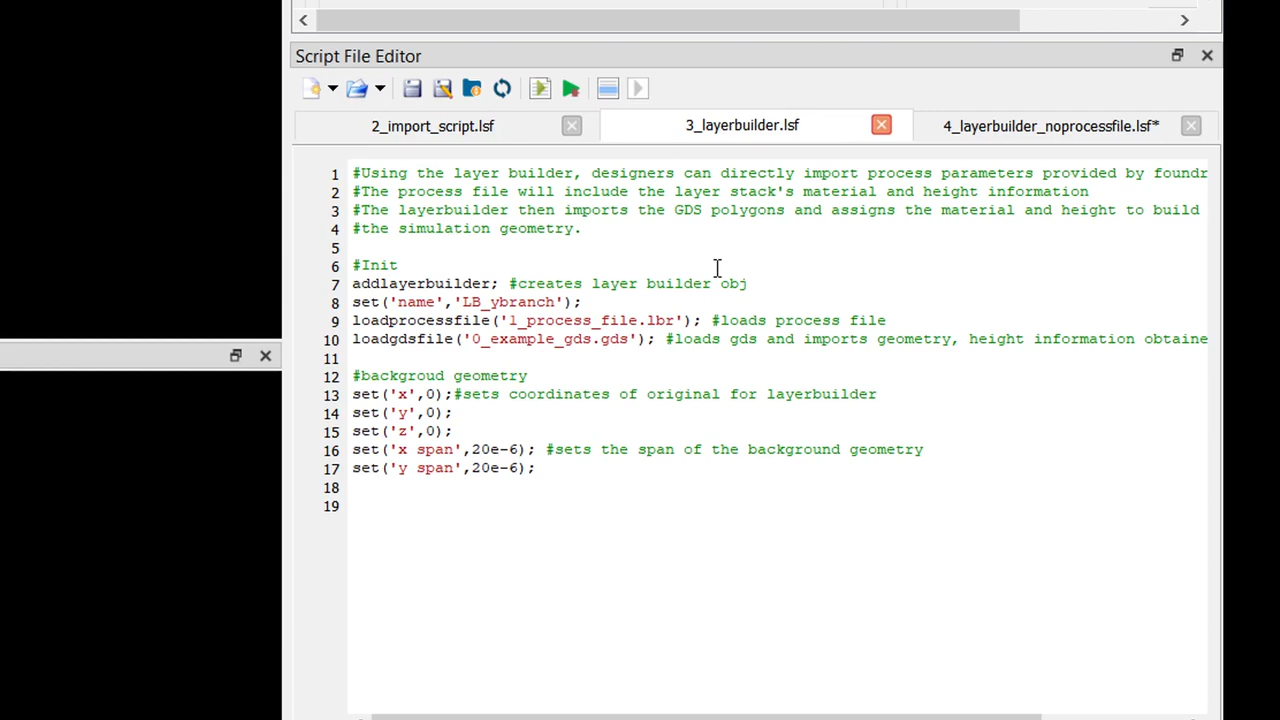 Script File Editor
2_import_script.lsf
3_layerbuilder.lsf
4_layerbuilder_noprocessfile.lsf*
1 #Using the layer builder, designers can directly import process parameters provided by foundr
2 #The process file will include the layer stack's material and height information
3 #The layerbuilder then imports the GDS polygons and assigns the material and height to build
4 #the simulation geometry.
5
6 #Init
7 addlayerbuilder; #creates layer builder obj
8 set('name','LB_ybranch');
9 loadprocessfile('1_process_file.lbr'); #loads process file
10 loadgdsfile('0_example_gds.gds'); #loads gds and imports geometry, height information obtaine
11
12 #backgroud geometry
13 set('x',0);#sets coordinates of original for layerbuilder
14 set('y',0);
15 set('z',0);
16 set('x span',20e-6); #sets the span of the background geometry
17 set('y span',20e-6);
18
19